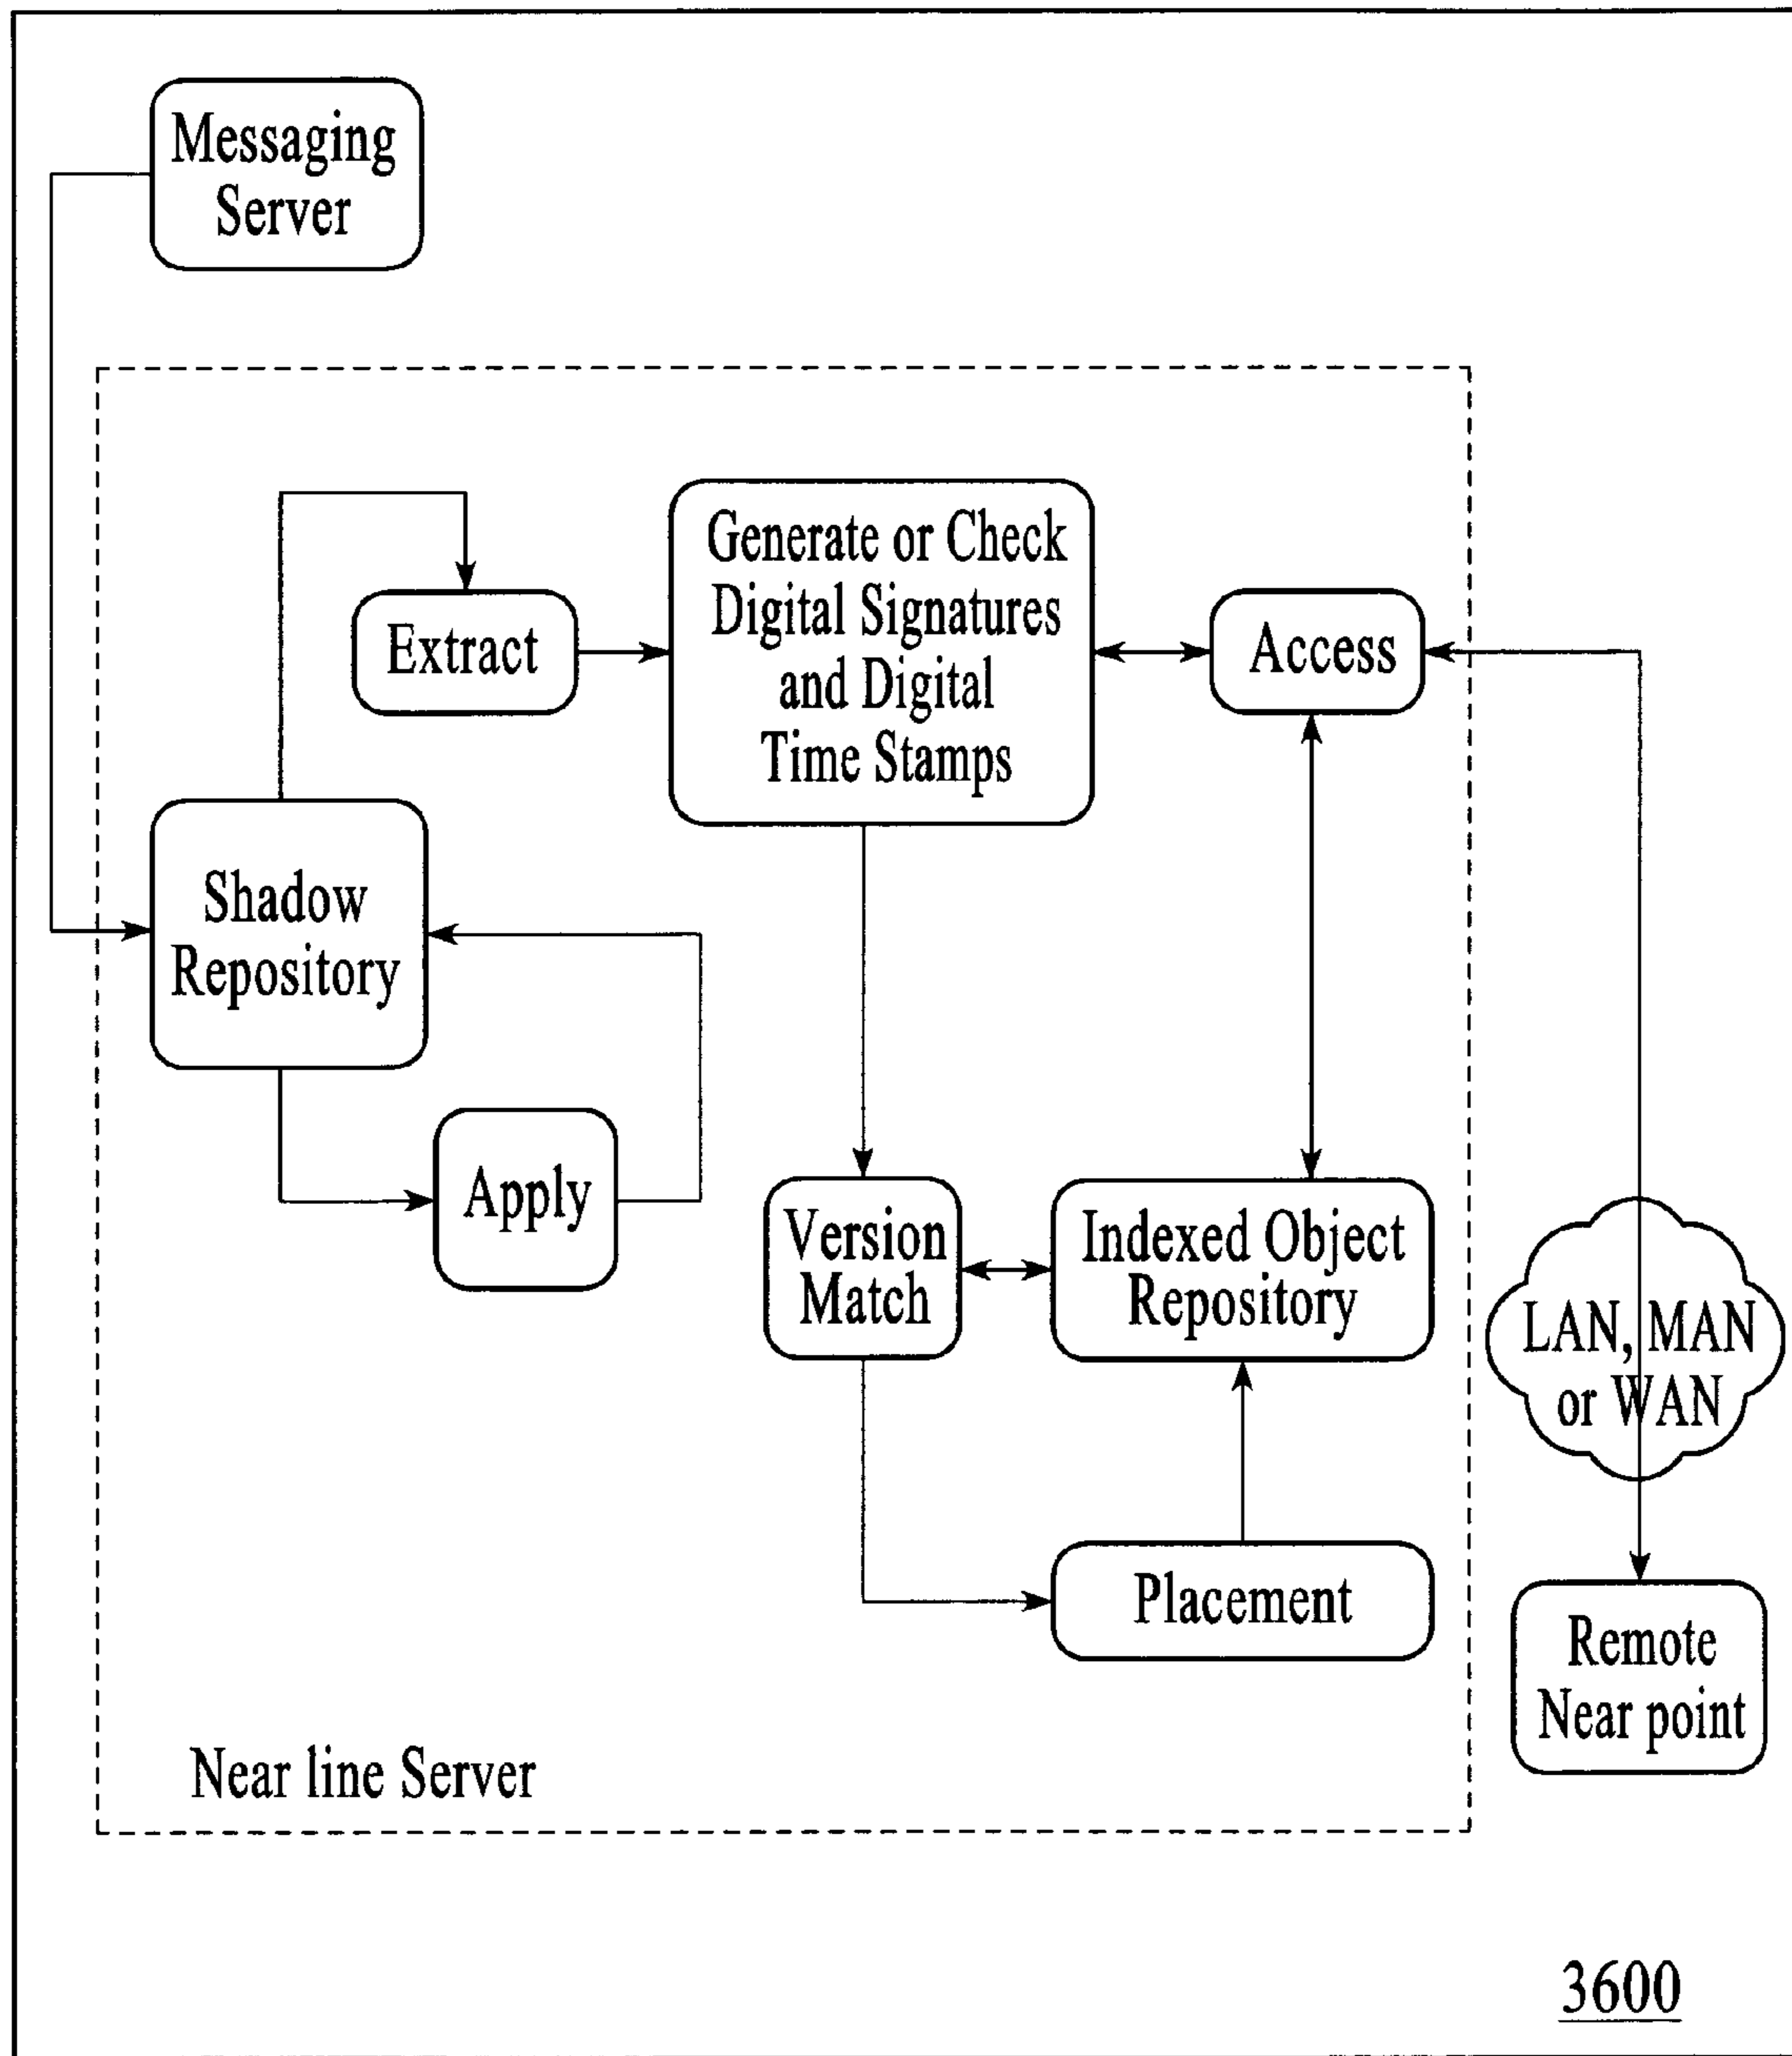 Messaging
Server
Generate or Check
Digital Signatures
and Digital
Time Stamps
Extract
Access
Shadow
Repository
Apply
Version
Match
Indexed Object
Repository
LAN, MAN
or WAN
Placement
Remote
Near point
Near line Server
3600